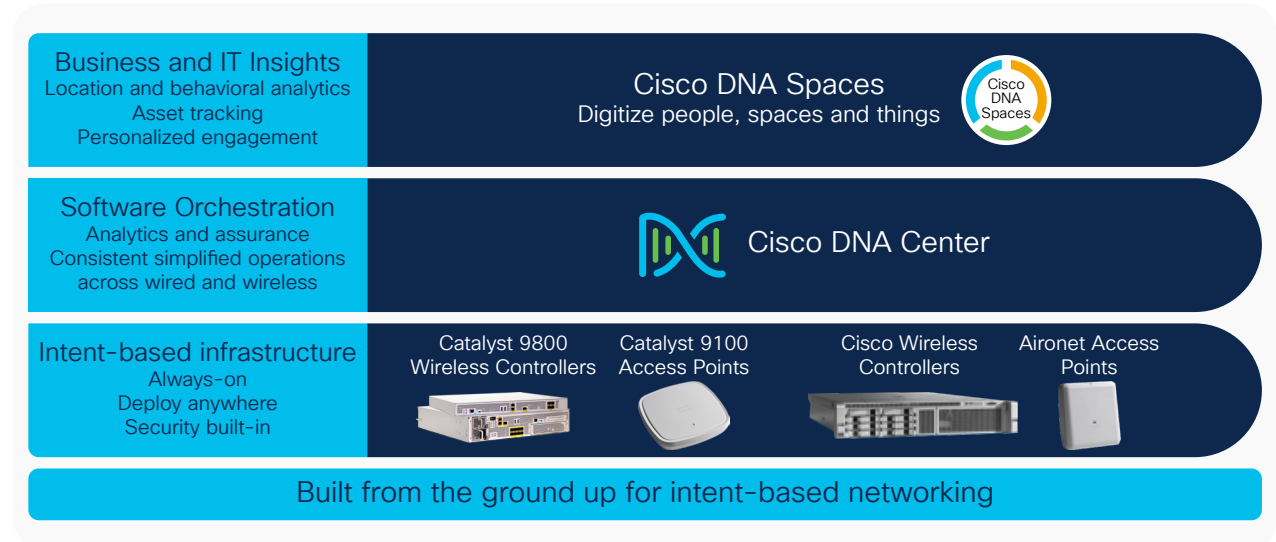 Business and IT Insights
Location and behavioral analytics
Asset tracking
Personalized engagement
Cisco DNA Spaces
Digitize people, spaces and things
Cisco
DNA
Spaces
Software Orchestration
Analytics and assurance
Consistent simplified operations
across wired and wireless
Cisco DNA Center
Intent-based infrastructure
Always-on
Deploy anywhere
Security built-in
Catalyst 9800
Wireless Controllers
Catalyst 9100
Access Points
Cisco Wireless
Controllers
Aironet Access
Points
Built from the ground up for intent-based networking